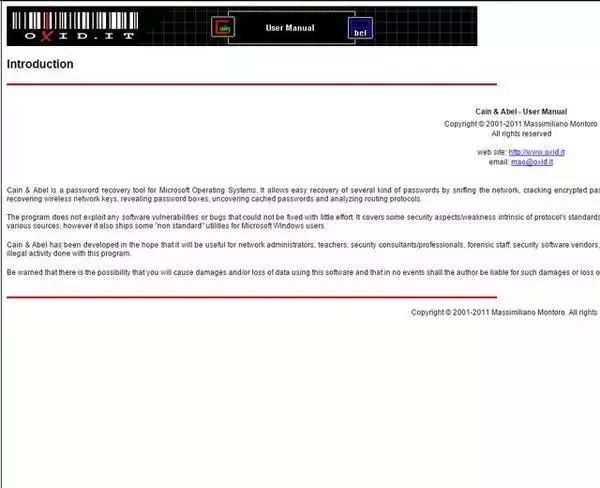 OXID.IT
Cain
User Manual
bel
Introduction
Cain & Abel - User Manual
Copyright © 2001-2011 Massimiliano Montoro
All rights reserved
web site: http://www.oxid.it
email: mao@oxid.it
Cain & Abel is a password recovery tool for Microsoft Operating Systems. It allows easy recovery of several kind of passwords by sniffing the network, cracking encrypted pas
recovering wireless network keys, revealing password boxes, uncovering cached passwords and analyzing routing protocols.
The program does not exploit any software vulnerabilities or bugs that could not be fixed with little effort. It covers some security aspects/weakness intrinsic of protocol's standards
various sources, however it also ships some "non standard" utilities for Microsoft Windows users.
Cain & Abel has been developed in the hope that it will be useful for network administrators, teachers, security consultants/professionals, forensic staff, security software vendors,
illegal activity done with this program.
Be warned that there is the possibility that you will cause damages and/or loss of data using this software and that in no events shall the author be liable for such damages or loss o
Copyright © 2001-2011 Massimiliano Montoro. All rights